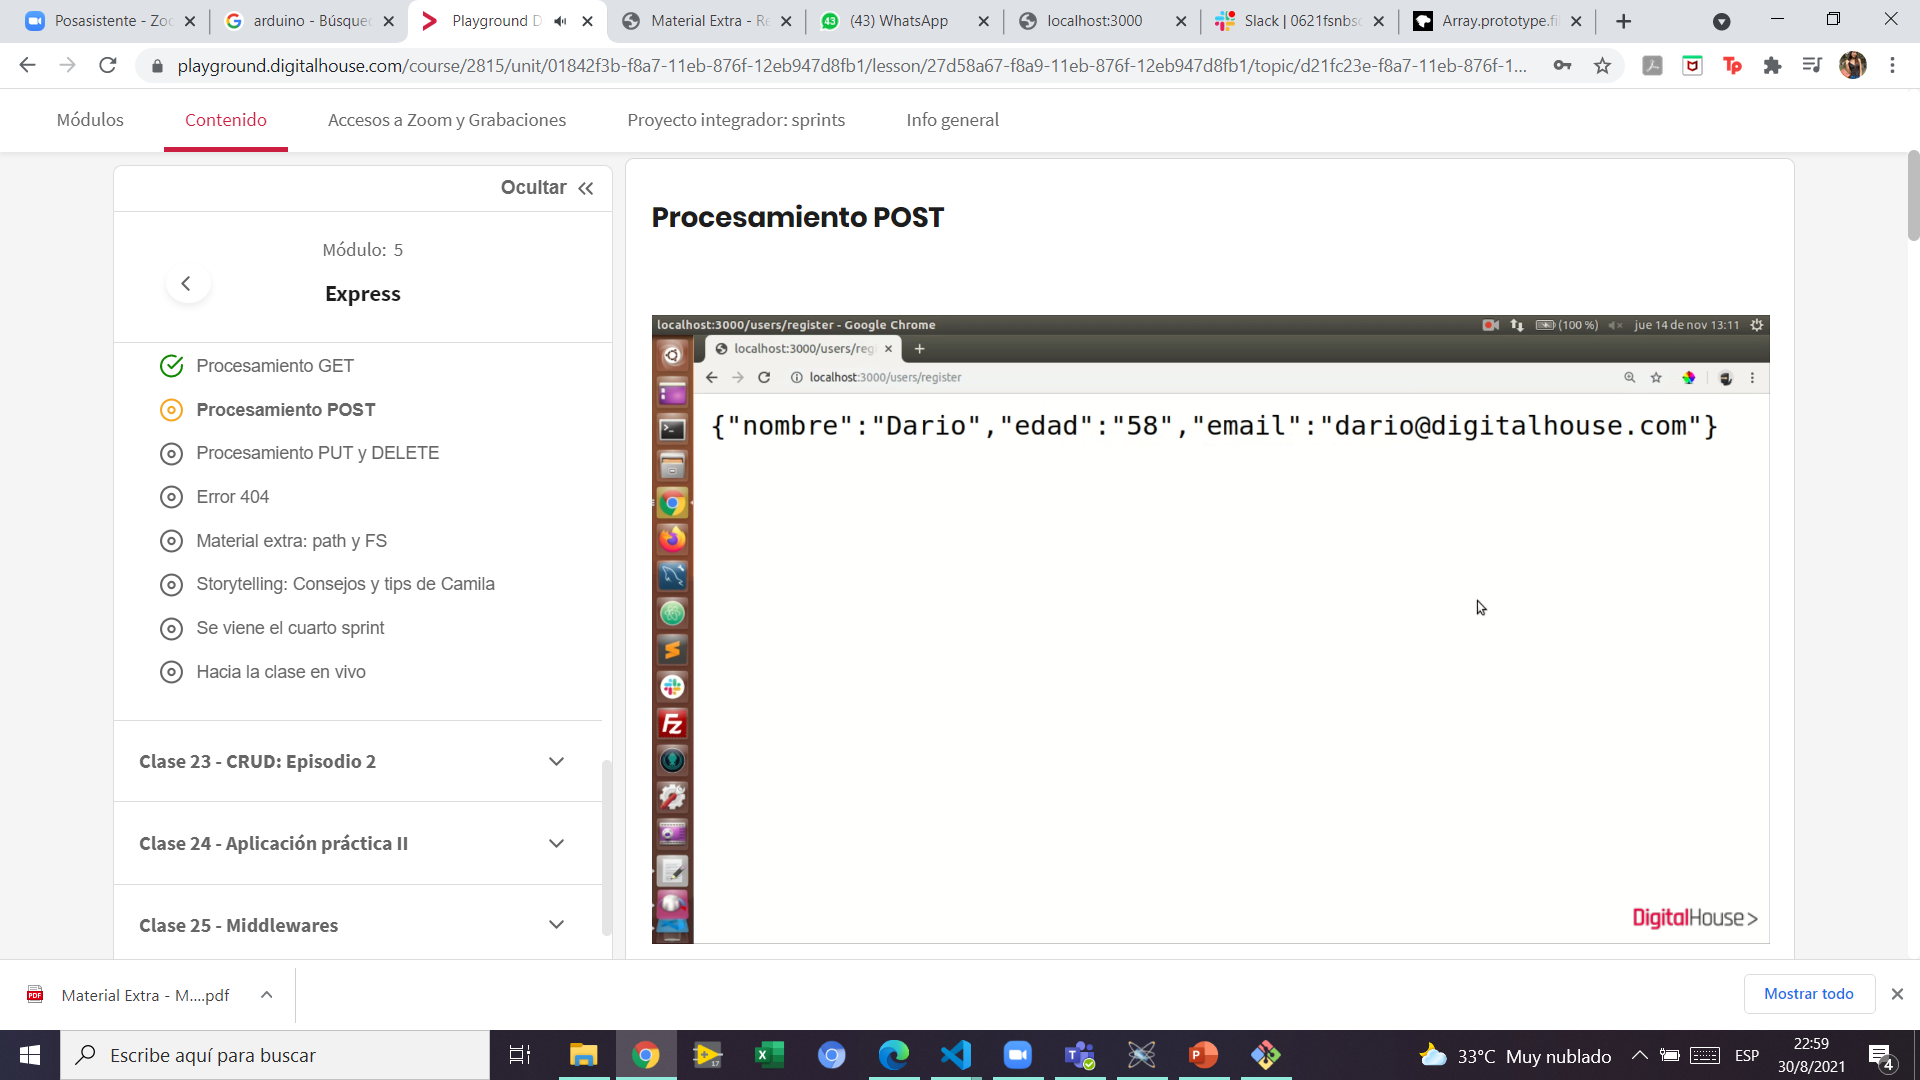 Posasistente - Zoo
arduino - Búsqued
Playground D
Material Extra - Re
(43) WhatsApp
localhost:3000
Slack | 0621fsnbsc
Array.prototype.fil
playground.digitalhouse.com/course/2815/unit/01842f3b-f8a7-11eb-876f-12eb947d8fb1/lesson/27d58a67-f8a9-11eb-876f-12eb947d8fb1/topic/d21fc23e-f8a7-11eb-876f-1...
Módulos
Contenido
Accesos a Zoom y Grabaciones
Proyecto integrador: sprints
Info general
Ocultar
Módulo: 5
Express
Procesamiento GET
Procesamiento POST
Procesamiento PUT y DELETE
Error 404
Material extra: path y FS
Storytelling: Consejos y tips de Camila
Se viene el cuarto sprint
Hacia la clase en vivo
Clase 23 - CRUD: Episodio 2
Clase 24 - Aplicación práctica II
Clase 25 - Middlewares
Procesamiento POST
localhost:3000/users/register - Google Chrome
(100 %)
jue 14 de nov 13:11
localhost:3000/users/reg
localhost:3000/users/register
{"nombre":"Dario","edad":"58","email":"dario@digitalhouse.com"}
DigitalHouse>
Material Extra - M....pdf
Mostrar todo
Escribe aquí para buscar
33°C Muy nublado
ESP
22:59
30/8/2021
4